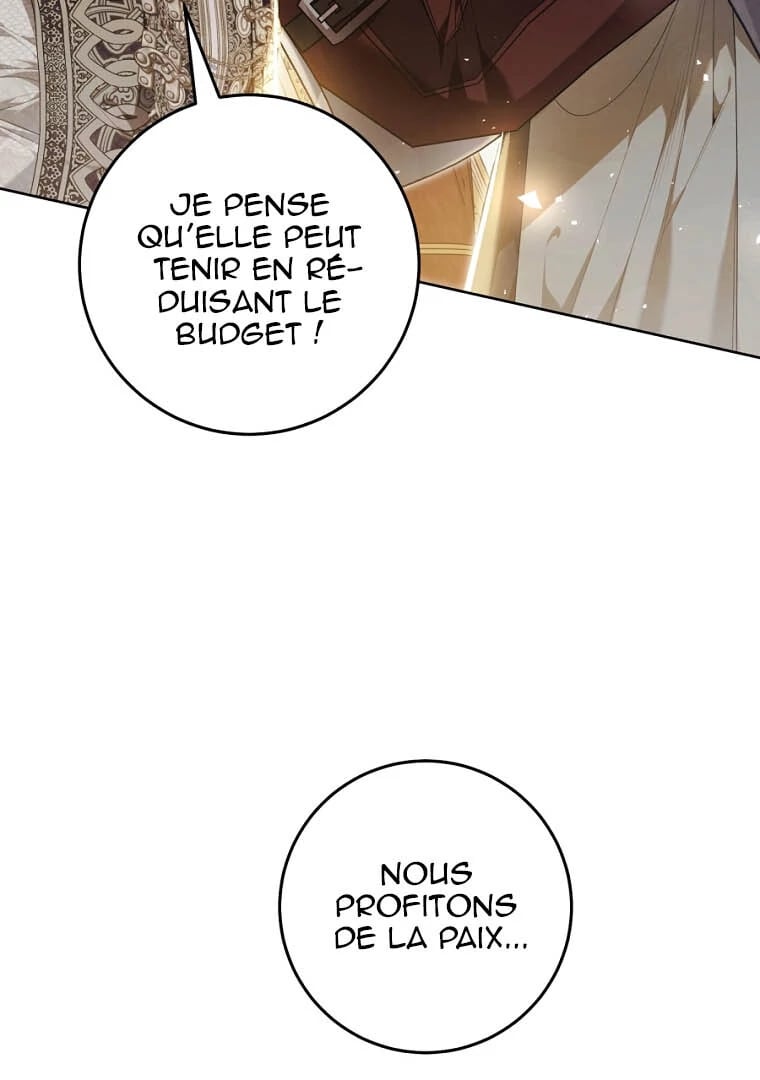 JE PENSE
QU'ELLE PEUT
TENIR EN RÉ-
DUISANT LE
BUDGET !
NOUS
PROFITONS
DE LA PAIX...